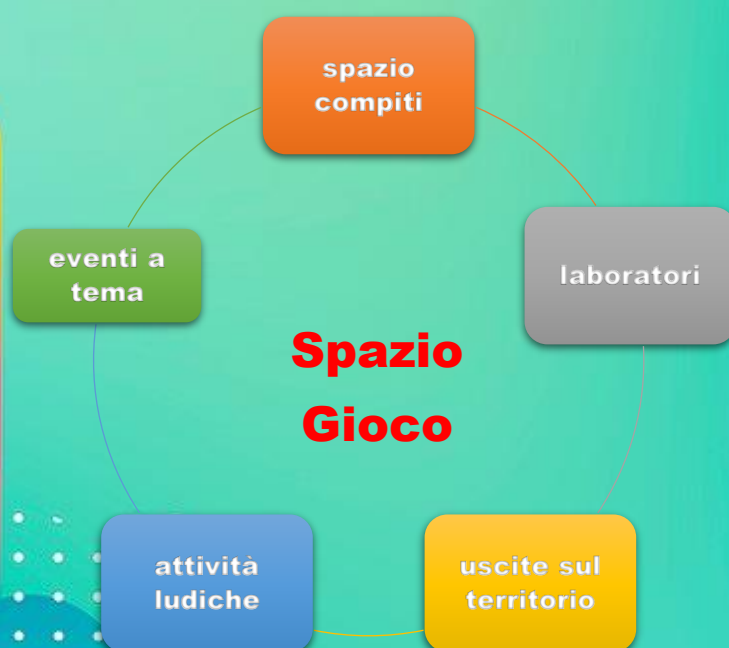 spazio
compiti
laboratori
eventi a
tema
Spazio
Gioco
attività
ludiche
uscite sul
territorio